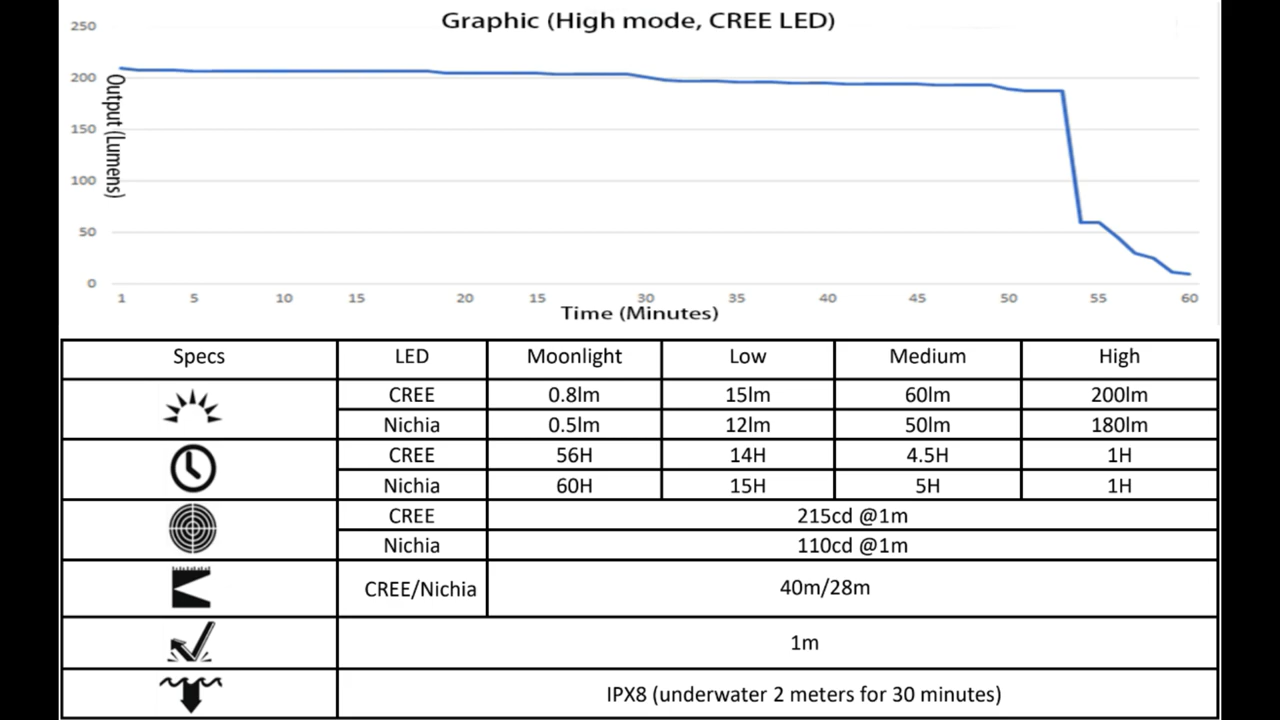 Graphic (High mode, CREE LED)
250
200
150
100
50
0
Output (Lumens)
1 5 10 15 20 15 30 35 40 45 50 55 60
Time (Minutes)
Specs LED Moonlight Low Medium High
CREE 0.8lm 15lm 60lm 200lm
Nichia 0.5lm 12lm 50lm 180lm
CREE 56H 14H 4.5H 1H
Nichia 60H 15H 5H 1H
CREE 215cd @1m
Nichia 110cd @1m
CREE/Nichia 40m/28m
1m
IPX8 (underwater 2 meters for 30 minutes)